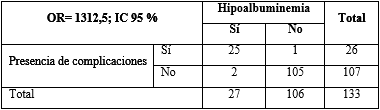 OR= 1312,5; IC 95 % Hipoalbuminemia Total
Sí No
Presencia de complicaciones Sí 25 1 26
No 2 105 107
Total 27 106 133